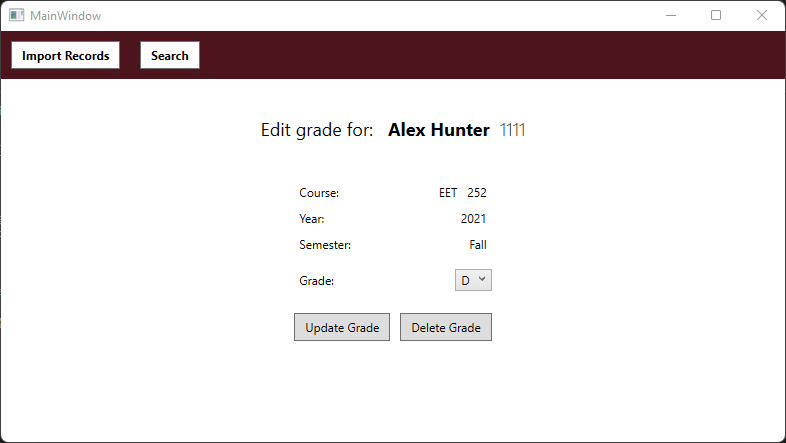 MainWindow
Import Records Search
Edit grade for: Alex Hunter 1111
Course: EET 252
Year: 2021
Semester: Fall
Grade: D
Update Grade Delete Grade